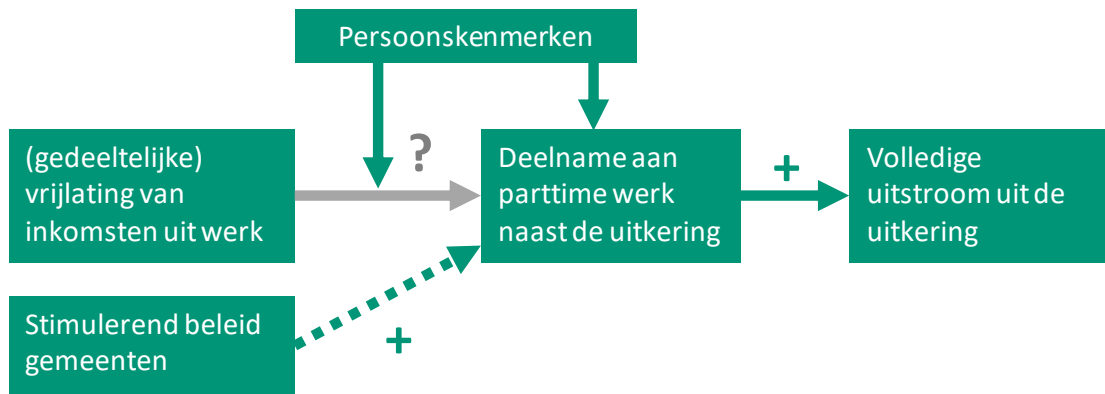 Persoonskenmerken
(gedeeltelijke)
vrijlating van
inkomsten uit werk
?
Deelname aan
parttime werk
naast de uitkering
+
Volledige
uitstroom uit de
uitkering
Stimulerend beleid
gemeenten
+